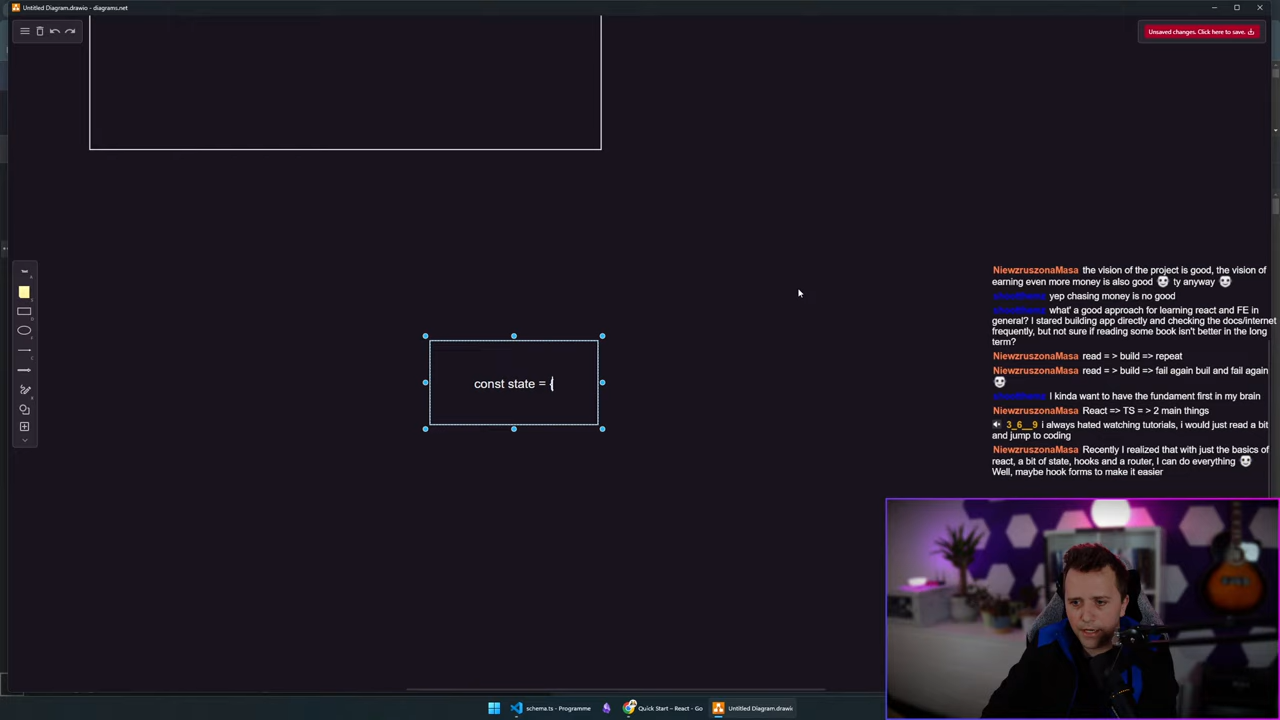 Untitled Diagram.drawio - diagrams.net
Unsaved changes. Click here to save.
const state = {
NiewzruszonaMasa the vision of the project is good, the vision of
earning even more money is also good ty anyway
yep chasing money is no good
what' a good approach for learning react and FE in
general? I stared building app directly and checking the docs/internet
frequently, but not sure if reading some book isn't better in the long
term?
NiewzruszonaMasa read = > build => repeat
NiewzruszonaMasa read = > build => fail again buil and fail again
I kinda want to have the fundament first in my brain
NiewzruszonaMasa React => TS = > 2 main things
3_6__9 i always hated watching tutorials, i would just read a bit
and jump to coding
NiewzruszonaMasa Recently I realized that with just the basics of
react, a bit of state, hooks and a router, I can do everything
Well, maybe hook forms to make it easier
schema.ts - Programme
Quick Start – React - Go
Untitled Diagram.drawio